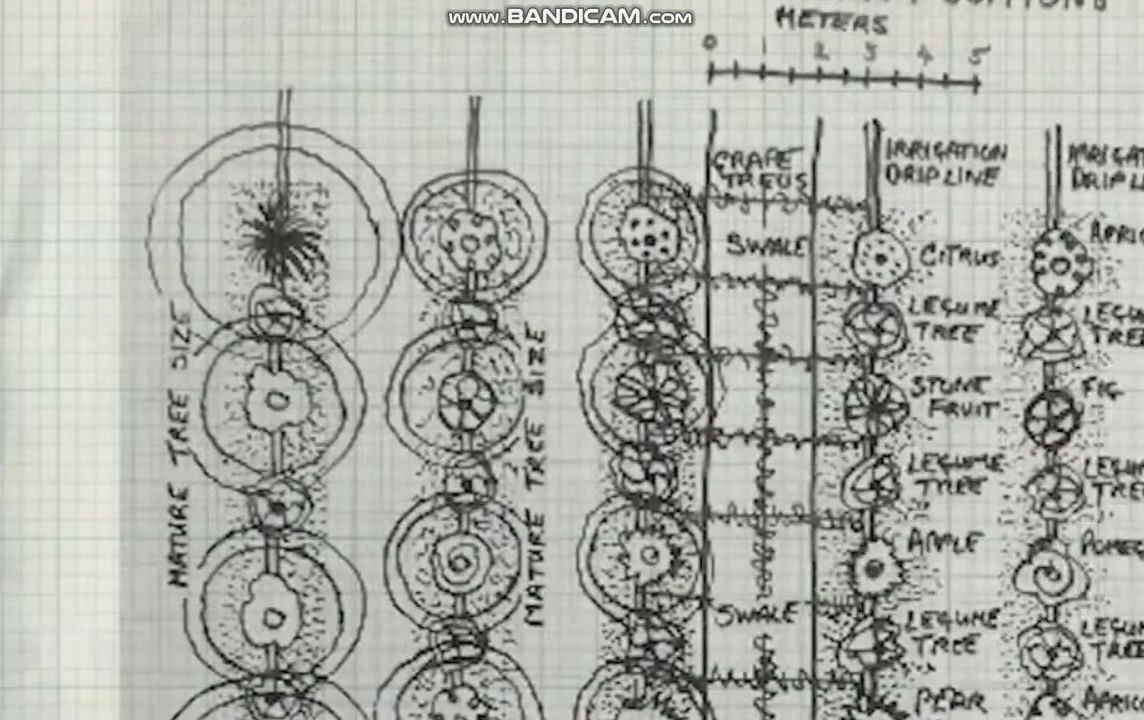 www.BANDICAM.com
METERS
0 1 2 3 4 5
GRAPE
TREUS
SWALE
IRRIGATION
DRIP LINE
DRIP
CITRUS
LEGUME
TREE
STONE
FRUIT
FIG
LEGUME
TREE
APPLE
SWALE
LEGUME
TREE
PEAR
MATURE TREE SIZE
MATURE TREE SIZE